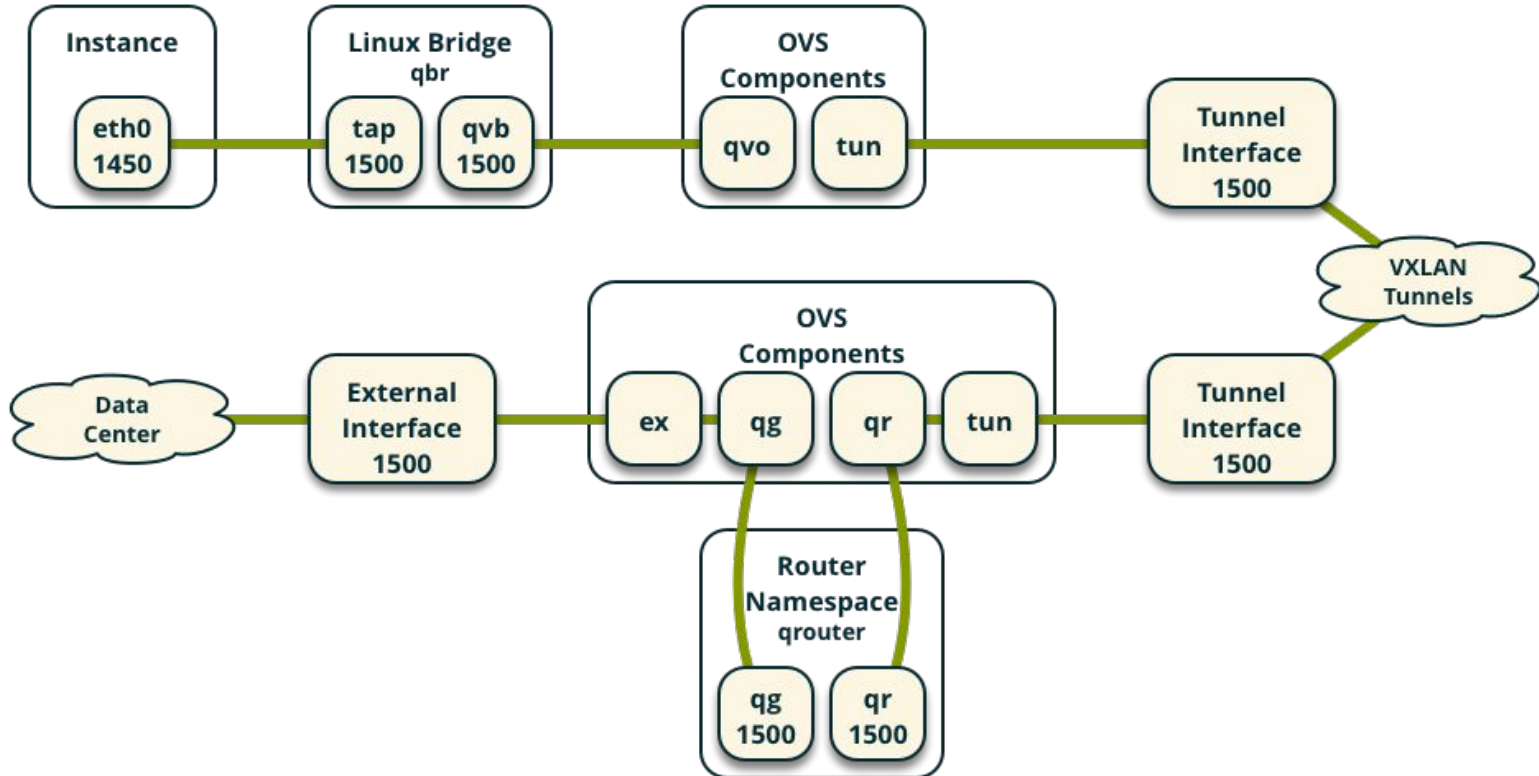 Instance
eth0
1450
Linux Bridge
qbr
tap
1500
qvb
1500
OVS
Components
qvo
tun
Tunnel
Interface
1500
VXLAN
Tunnels
Data
Center
External
Interface
1500
OVS
Components
ex
qg
qr
tun
Tunnel
Interface
1500
Router
Namespace
qrouter
qg
1500
qr
1500